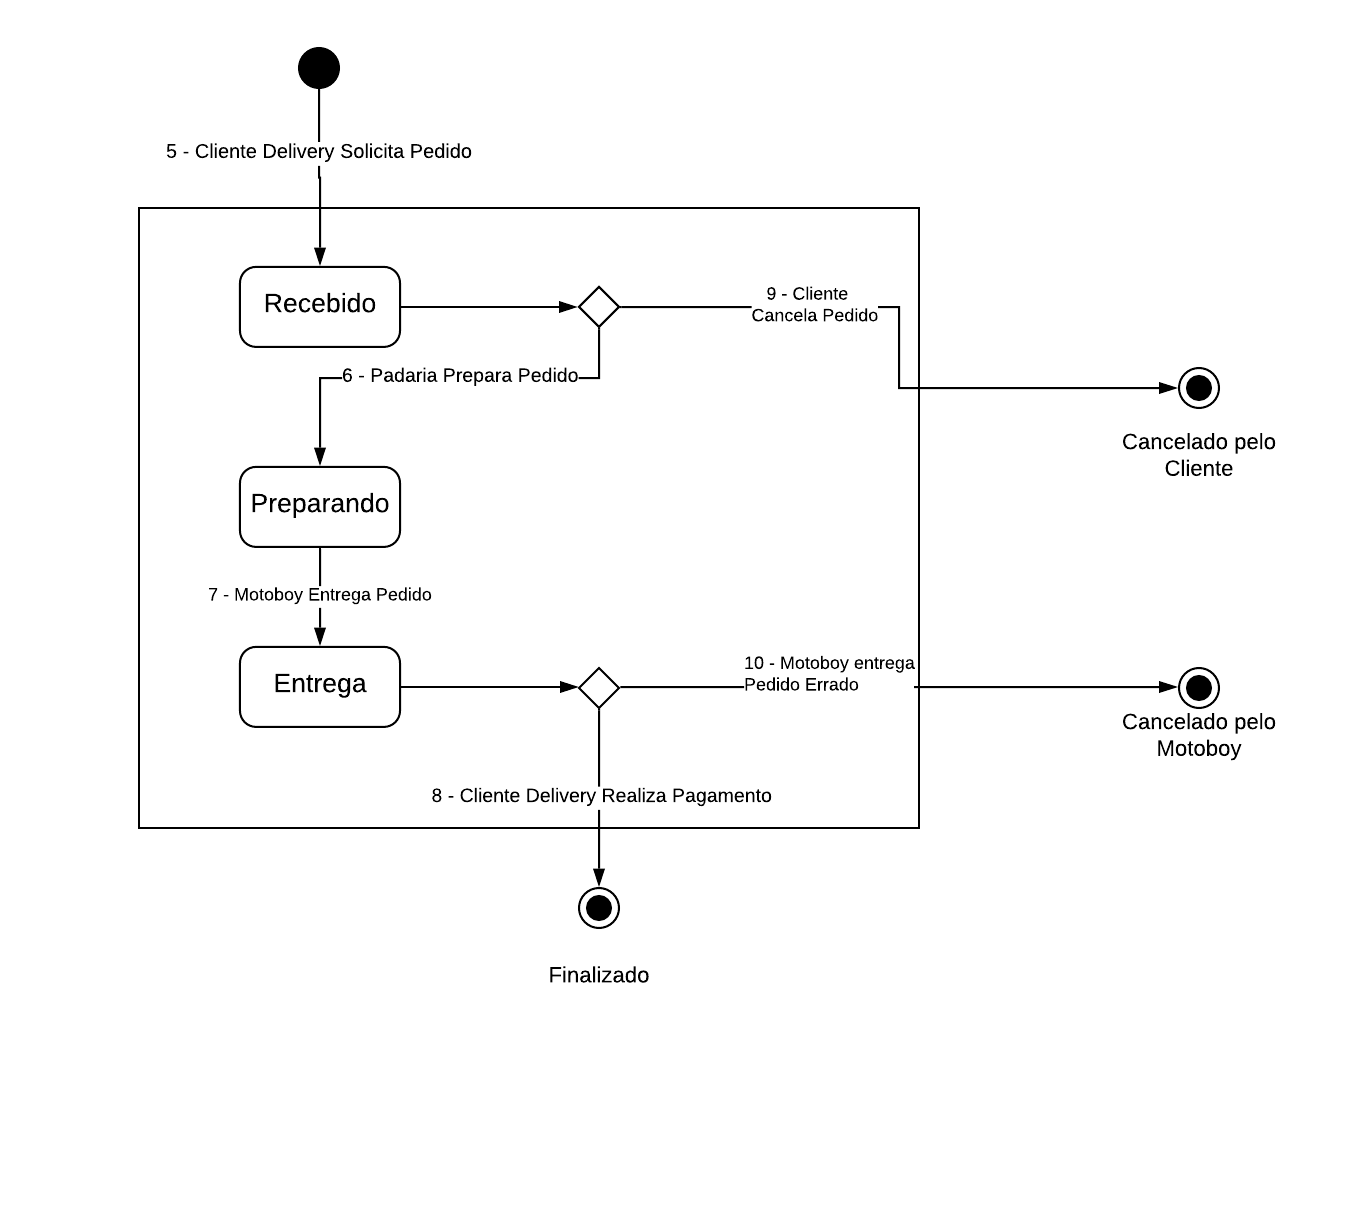 5 - Cliente Delivery Solicita Pedido
Recebido
9 - Cliente
Cancela Pedido
6 - Padaria Prepara Pedido
Cancelado pelo
Cliente
Preparando
7 - Motoboy Entrega Pedido
Entrega
10 - Motoboy entrega
Pedido Errado
Cancelado pelo
Motoboy
8 - Cliente Delivery Realiza Pagamento
Finalizado